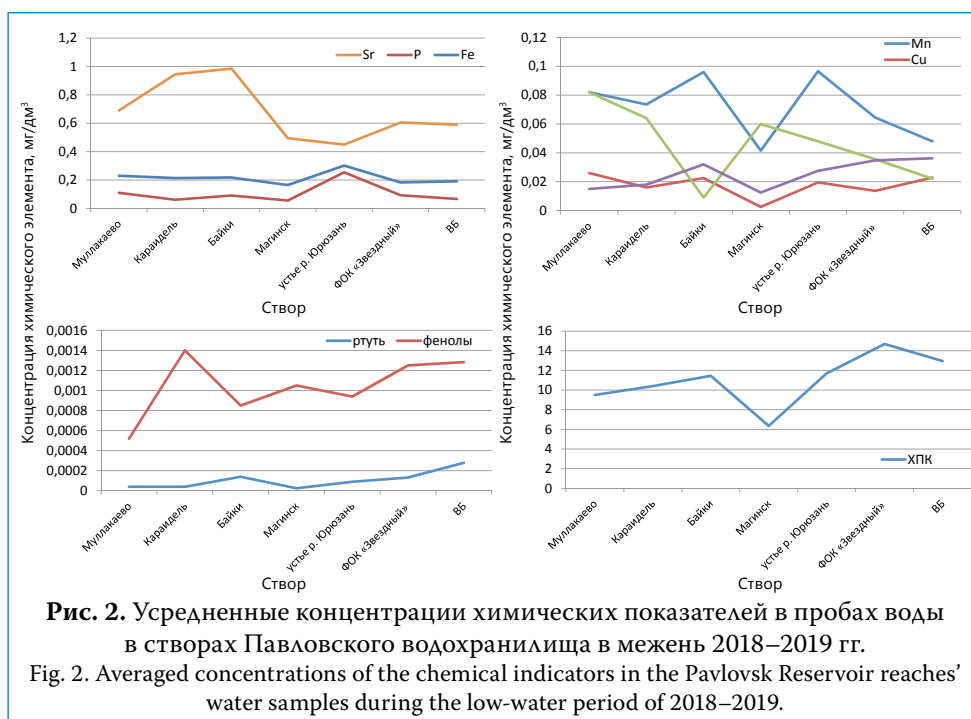 Концентрация химического элемента, мг/дм³
1,2
1
0,8
0,6
0,4
0,2
0
Sr P Fe
Муллакаево
Караидель
Байки
Магинск
устье р. Юрюзань
ФОК «Звездный»
ВБ
Створ
Концентрация химического элемента, мг/дм³
0,12
0,1
0,08
0,06
0,04
0,02
0
Mn
Cu
Муллакаево
Караидель
Байки
Магинск
устье р. Юрюзань
ФОК «Звездный»
ВБ
Створ
0,0016
0,0014
0,0012
0,001
0,0008
0,0006
0,0004
0,0002
0
ртуть фенолы
Муллакаево
Караидель
Байки
Магинск
устье р. Юрюзань
ФОК «Звездный»
ВБ
Створ
16
14
12
10
8
6
4
2
0
ХПК
Муллакаево
Караидель
Байки
Магинск
устье р. Юрюзань
ФОК «Звездный»
ВБ
Створ
Рис. 2. Усредненные концентрации химических показателей в пробах воды
в створах Павловского водохранилища в межень 2018–2019 гг.
Fig. 2. Averaged concentrations of the chemical indicators in the Pavlovsk Reservoir reaches’
water samples during the low-water period of 2018–2019.